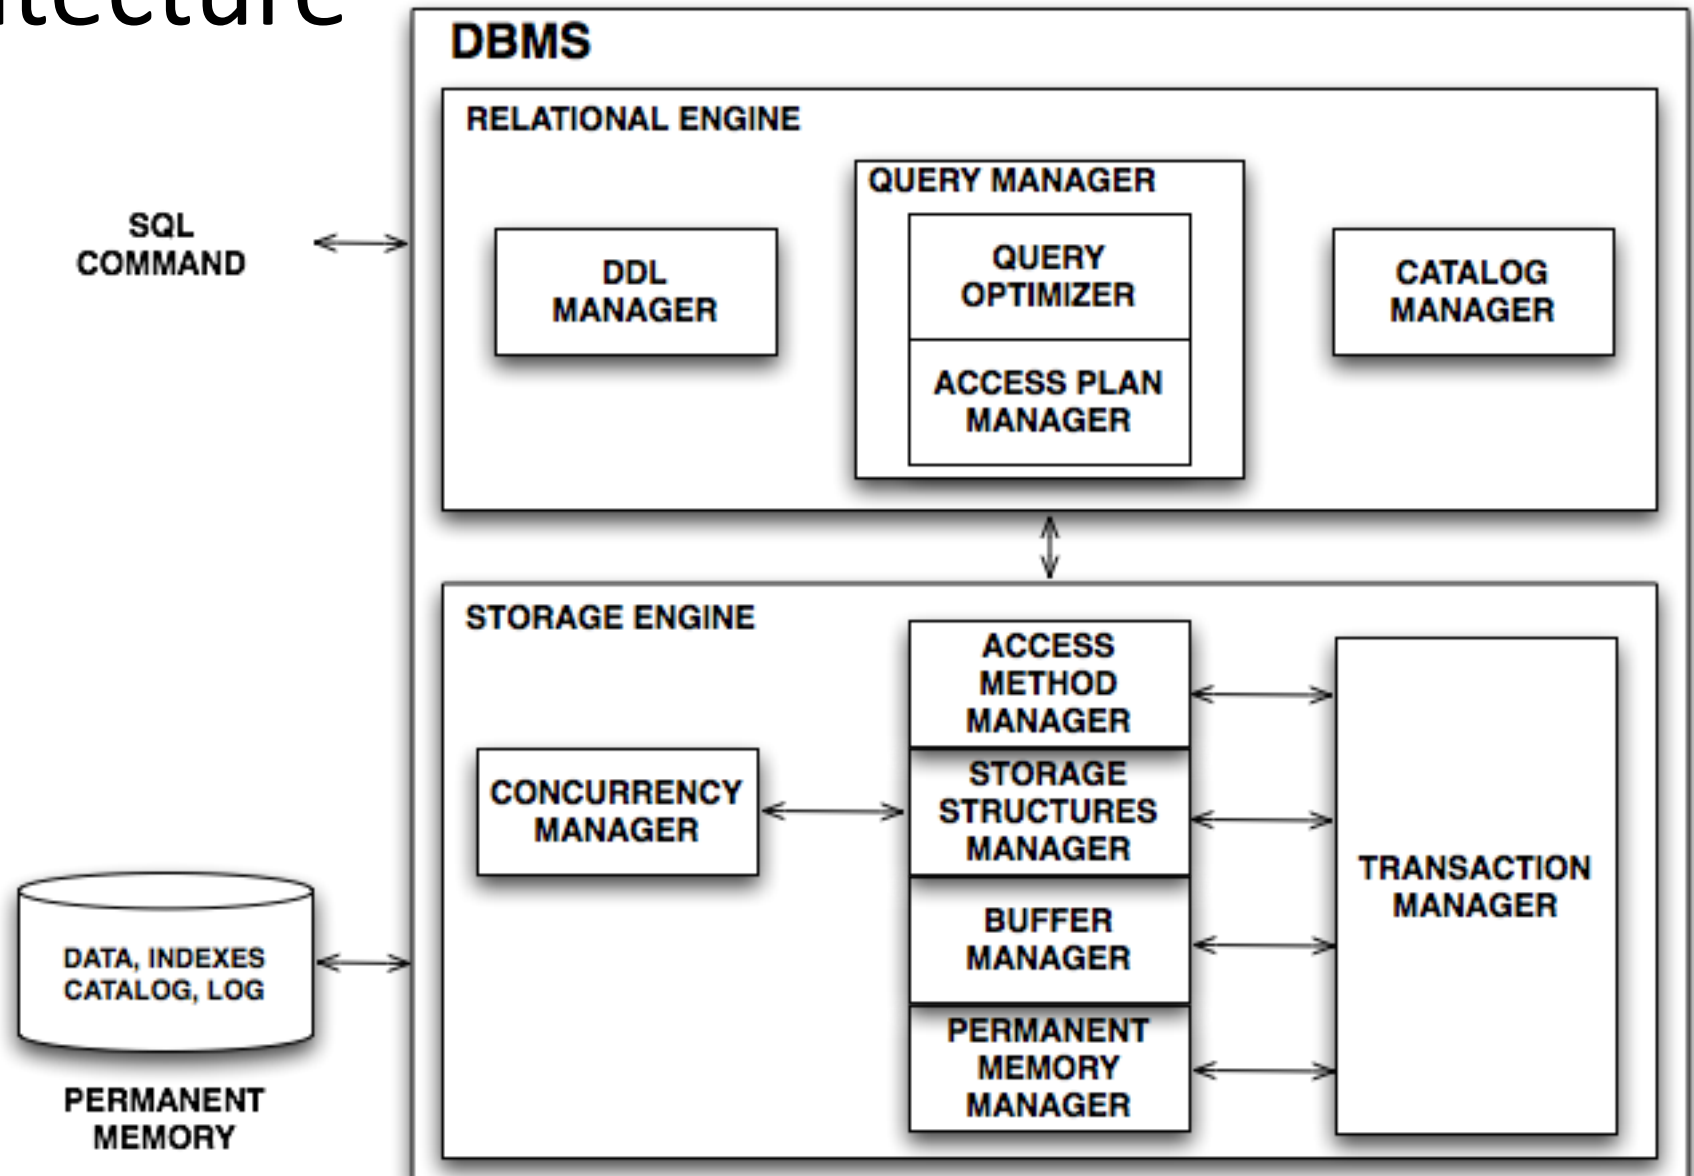 itecture
DBMS
RELATIONAL ENGINE
QUERY MANAGER
SQL
COMMAND
DDL
MANAGER
QUERY
OPTIMIZER
ACCESS PLAN
MANAGER
CATALOG
MANAGER
STORAGE ENGINE
ACCESS
METHOD
MANAGER
CONCURRENCY
MANAGER
STORAGE
STRUCTURES
MANAGER
BUFFER
MANAGER
PERMANENT
MEMORY
MANAGER
TRANSACTION
MANAGER
DATA, INDEXES
CATALOG, LOG
PERMANENT
MEMORY